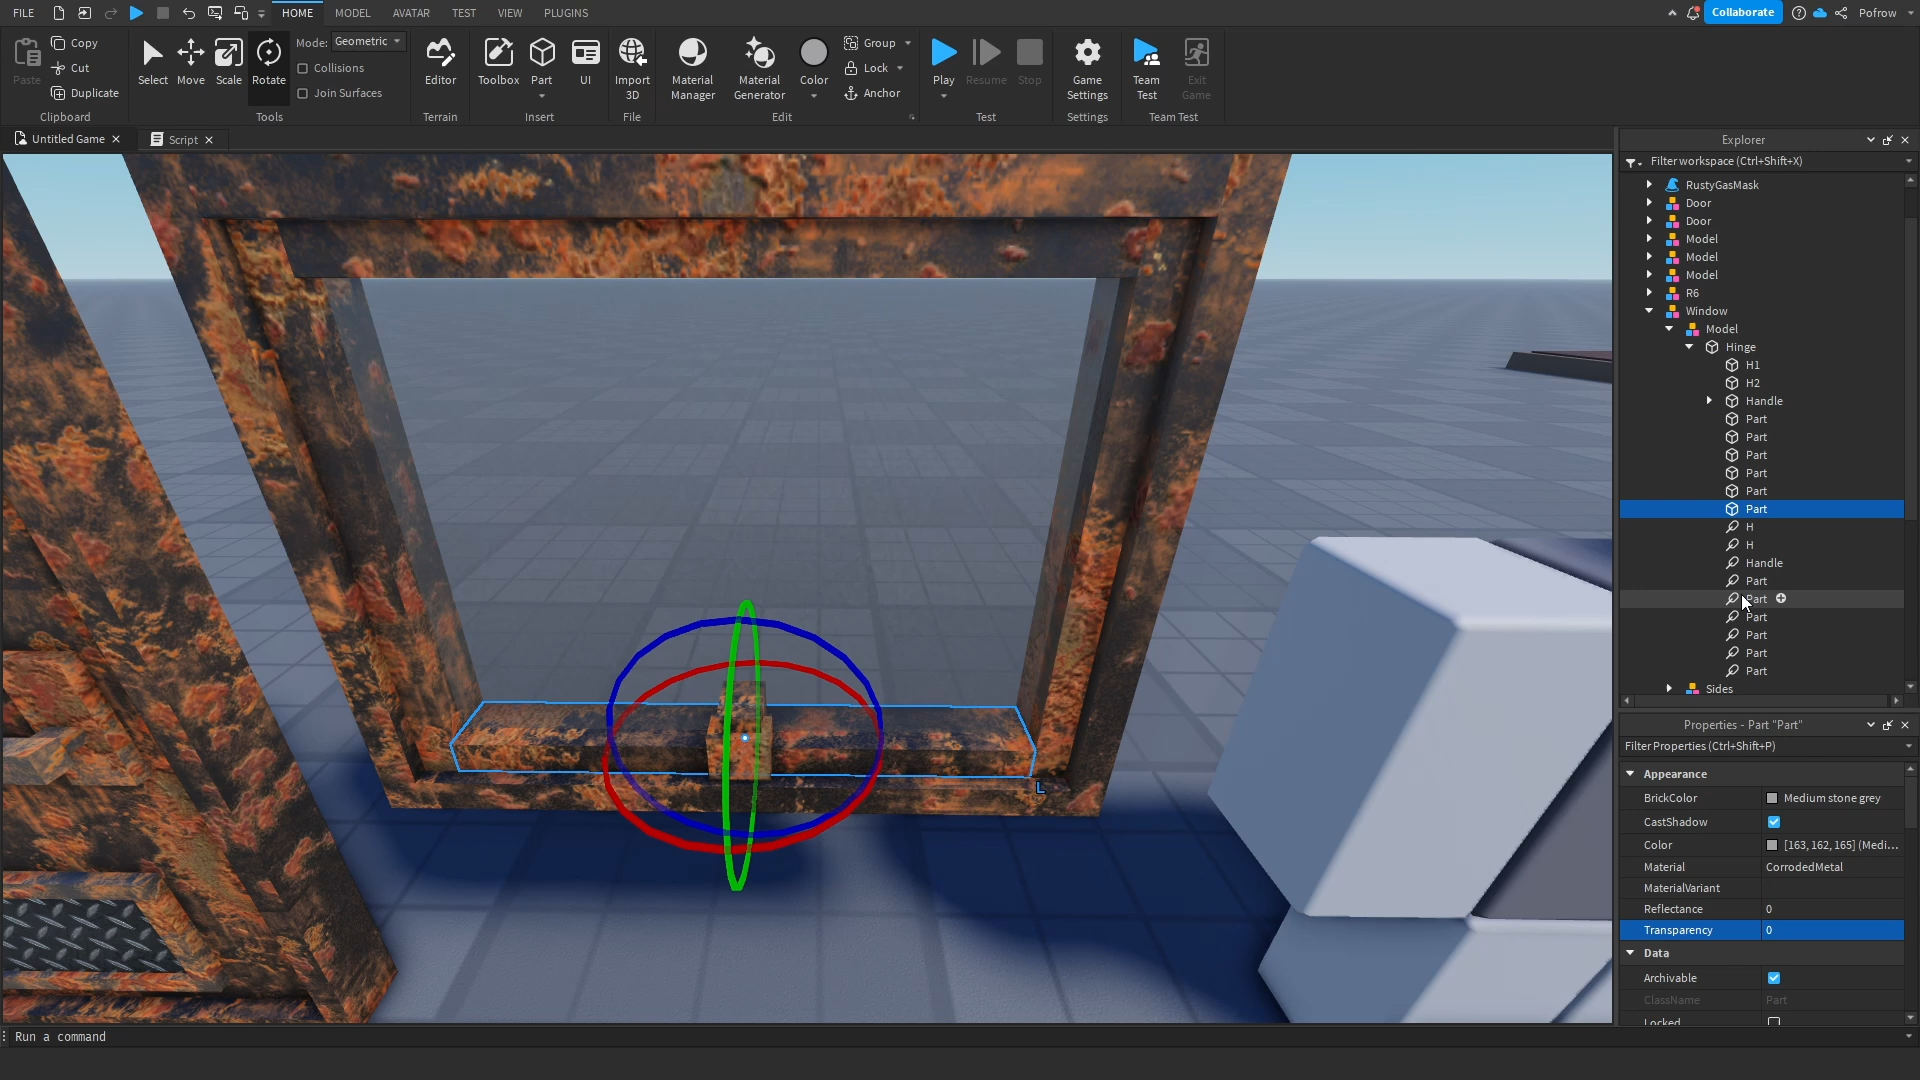 FILE HOME MODEL AVATAR TEST VIEW PLUGINS Collaborate Pofrow
Paste Copy Cut Duplicate Clipboard
Select Move Scale Rotate Mode: Geometric Collisions Join Surfaces Tools
Editor Terrain
Toolbox Part UI Insert
Import 3D File
Material Manager Material Generator Color Group Lock Anchor Edit
Play Resume Stop Test
Game Settings Settings
Team Test Exit Game Team Test
Untitled Game Script
L
Explorer
Filter workspace (Ctrl+Shift+X)
RustyGasMask
Door
Door
Model
Model
Model
R6
Window
Model
Hinge
H1
H2
Handle
Part
Part
Part
Part
Part
Part
H
H
Handle
Part
Part
Part
Part
Part
Part
Sides
Properties - Part "Part"
Filter Properties (Ctrl+Shift+P)
Appearance
BrickColor Medium stone grey
CastShadow
Color [163, 162, 165] (Medi...
Material CorrodedMetal
MaterialVariant
Reflectance 0
Transparency 0
Data
Archivable
ClassName Part
Locked
Run a command